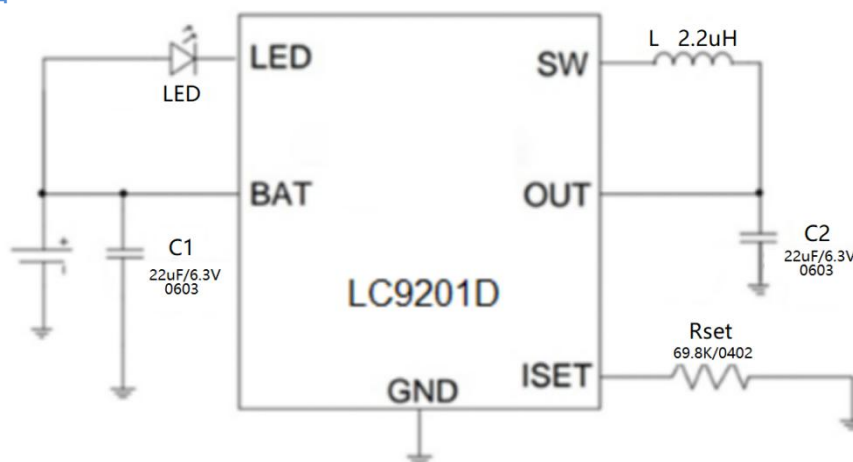 LED
LED
BAT
C1
22uF/6.3V
0603
+
LC9201D
GND
SW
L 2.2uH
OUT
C2
22uF/6.3V
0603
Rset
69.8K/0402
ISET